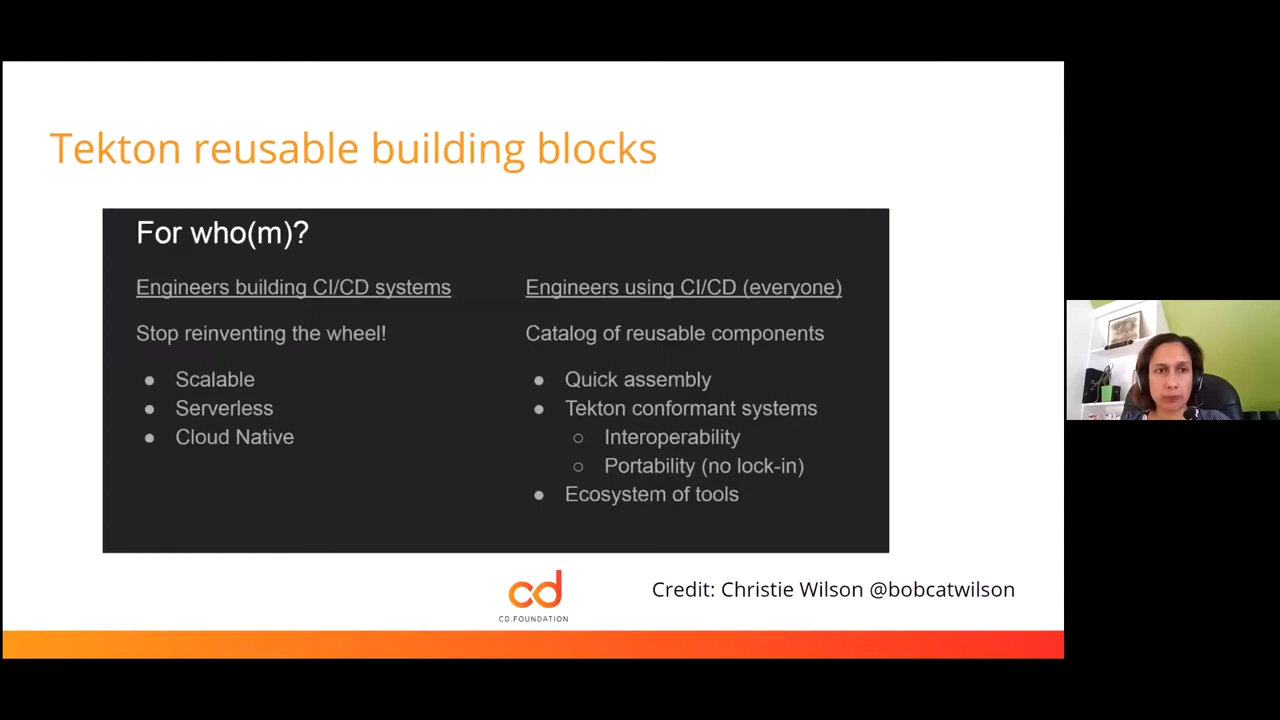 Tekton reusable building blocks
For who(m)?
Engineers building CI/CD systems
Stop reinventing the wheel!
● Scalable
● Serverless
● Cloud Native
Engineers using CI/CD (everyone)
Catalog of reusable components
● Quick assembly
● Tekton conformant systems
○ Interoperability
○ Portability (no lock-in)
● Ecosystem of tools
cd
CD.FOUNDATION
Credit: Christie Wilson @bobcatwilson